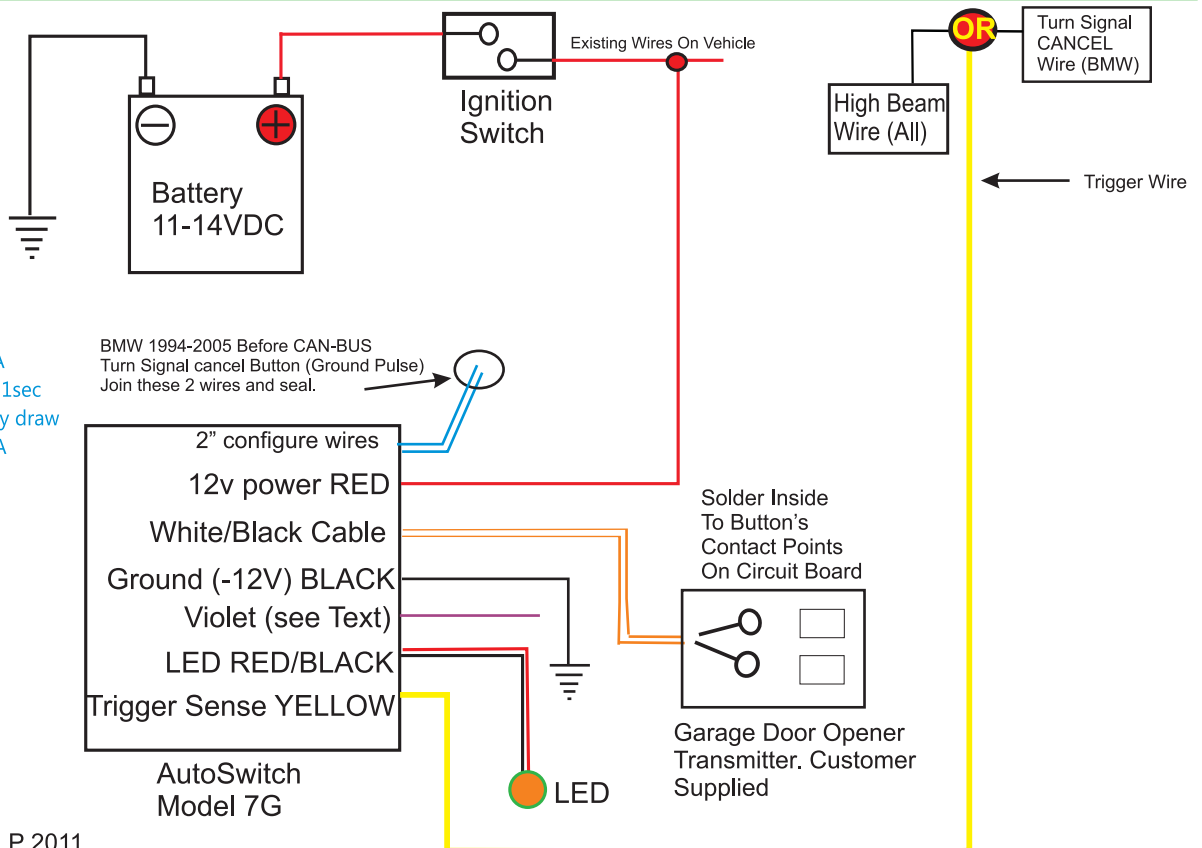 Existing Wires On Vehicle
Ignition
Switch
Battery
11-14VDC
OR
Turn Signal
CANCEL
Wire (BMW)
High Beam
Wire (All)
Trigger Wire
BMW 1994-2005 Before CAN-BUS
Turn Signal cancel Button (Ground Pulse)
Join these 2 wires and seal.
A
1sec
y draw
A
2” configure wires
12v power RED
White/Black Cable
Ground (-12V) BLACK
Violet (see Text)
LED RED/BLACK
Trigger Sense YELLOW
AutoSwitch
Model 7G
LED
Solder Inside
To Button's
Contact Points
On Circuit Board
Garage Door Opener
Transmitter. Customer
Supplied
P 2011